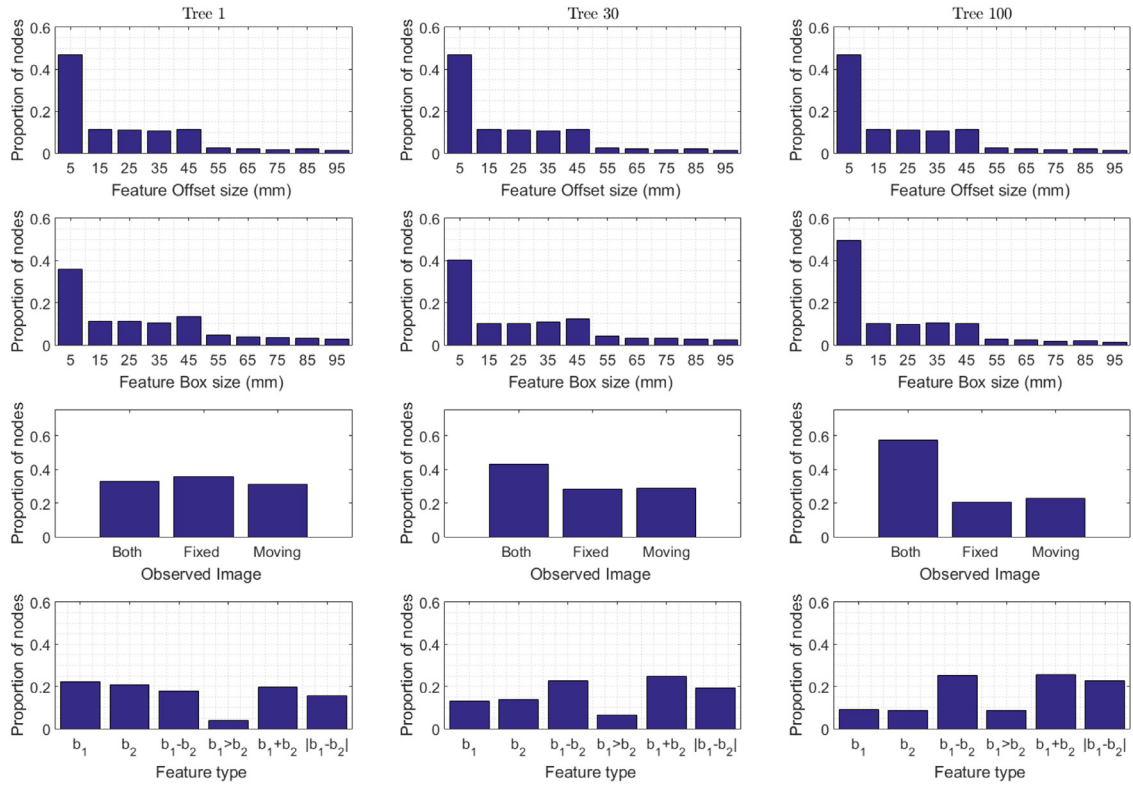 Tree 1 Tree 30 Tree 100
Proportion of nodes Proportion of nodes Proportion of nodes
0.6 0.6 0.6
0.4 0.4 0.4
0.2 0.2 0.2
0 0 0
5 15 25 35 45 55 65 75 85 95 5 15 25 35 45 55 65 75 85 95 5 15 25 35 45 55 65 75 85 95
Feature Offset size (mm) Feature Offset size (mm) Feature Offset size (mm)
Proportion of nodes Proportion of nodes Proportion of nodes
0.6 0.6 0.6
0.4 0.4 0.4
0.2 0.2 0.2
0 0 0
5 15 25 35 45 55 65 75 85 95 5 15 25 35 45 55 65 75 85 95 5 15 25 35 45 55 65 75 85 95
Feature Box size (mm) Feature Box size (mm) Feature Box size (mm)
Proportion of nodes Proportion of nodes Proportion of nodes
0.6 0.6 0.6
0.4 0.4 0.4
0.2 0.2 0.2
0 0 0
Both Fixed Moving Both Fixed Moving Both Fixed Moving
Observed Image Observed Image Observed Image
Proportion of nodes Proportion of nodes Proportion of nodes
0.6 0.6 0.6
0.4 0.4 0.4
0.2 0.2 0.2
0 0 0
b₁ b₂ b₁-b₂ b₁>b₂ b₁+b₂ |b₁-b₂| b₁ b₂ b₁-b₂ b₁>b₂ b₁+b₂ |b₁-b₂| b₁ b₂ b₁-b₂ b₁>b₂ b₁+b₂ |b₁-b₂|
Feature type Feature type Feature type